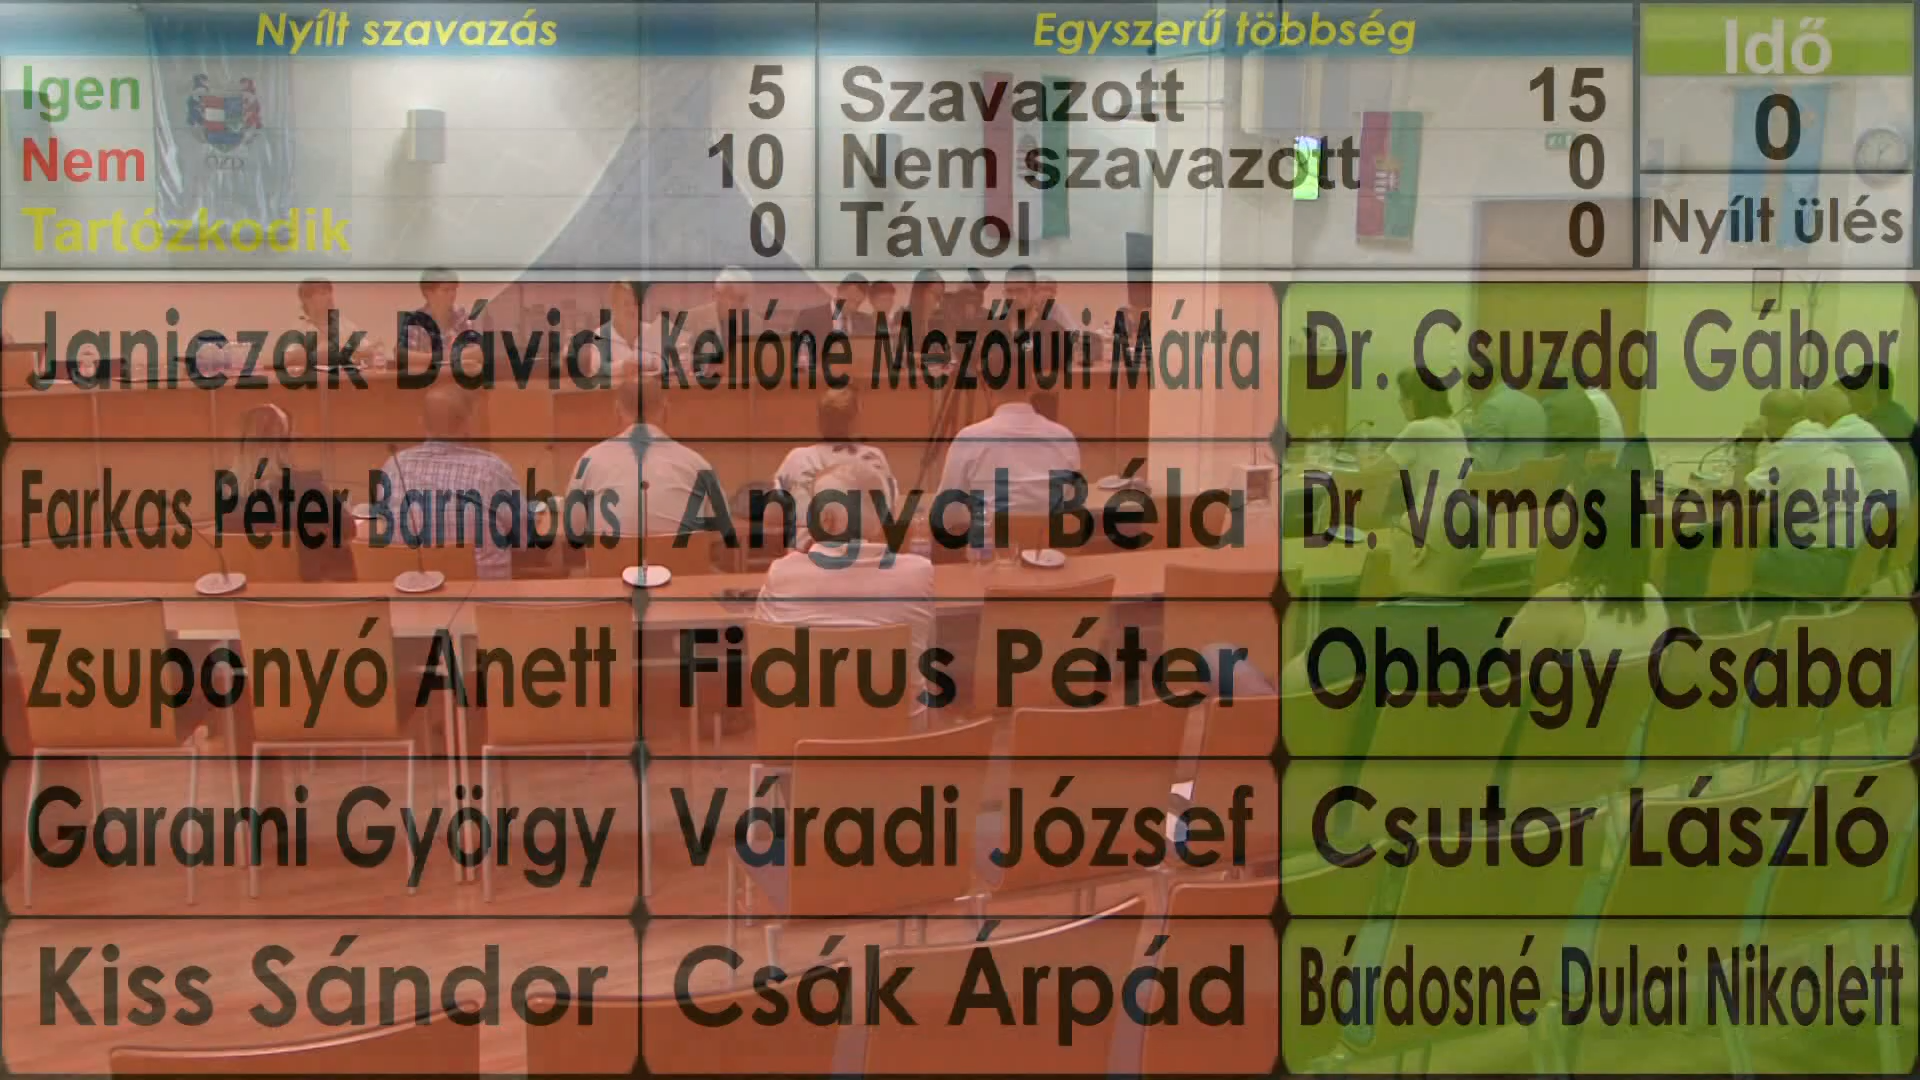 Nyílt szavazás
Igen 5
Nem 10
Tartózkodik 0
Egyszerű többség
Szavazott 15
Nem szavazott 0
Távol 0
Idő
0
Nyílt ülés
Janiczak Dávid
Kellóné Mezőtúri Márta
Dr. Csuzda Gábor
Farkas Péter Barnabás
Angyal Béla
Dr. Vámos Henrietta
Zsuponyó Anett
Fidrus Péter
Obbágy Csaba
Garami György
Váradi József
Csutor László
Kiss Sándor
Csák Árpád
Bárdosné Dulai Nikolett
ÓZD